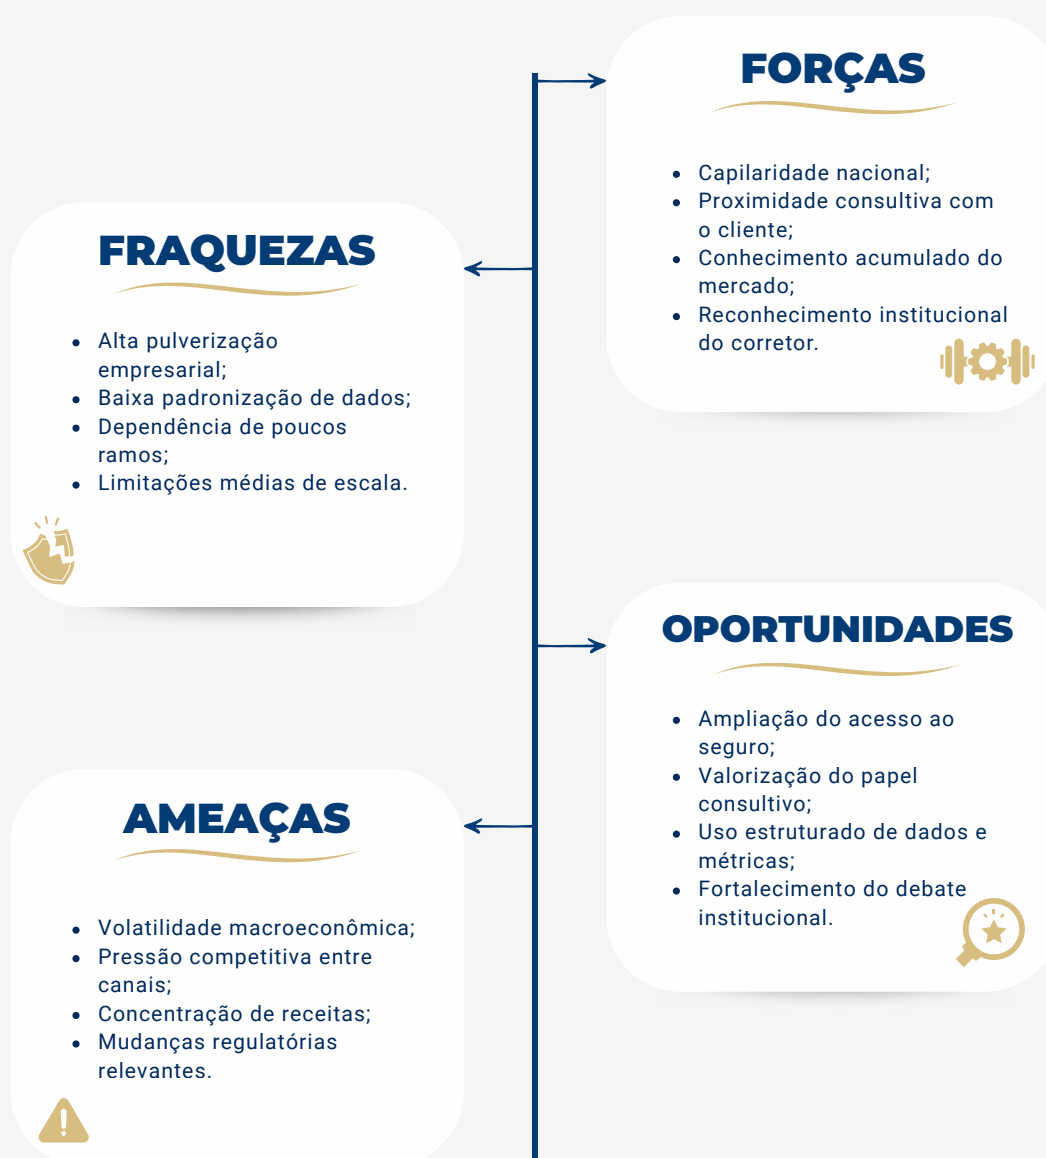 FORÇAS
• Capilaridade nacional;
• Proximidade consultiva com
o cliente;
• Conhecimento acumulado do
mercado;
• Reconhecimento institucional
do corretor.
FRAQUEZAS
• Alta pulverização
empresarial;
• Baixa padronização de dados;
• Dependência de poucos
ramos;
• Limitações médias de escala.
OPORTUNIDADES
• Ampliação do acesso ao
seguro;
• Valorização do papel
consultivo;
• Uso estruturado de dados e
métricas;
• Fortalecimento do debate
institucional.
AMEAÇAS
• Volatilidade macroeconômica;
• Pressão competitiva entre
canais;
• Concentração de receitas;
• Mudanças regulatórias
relevantes.